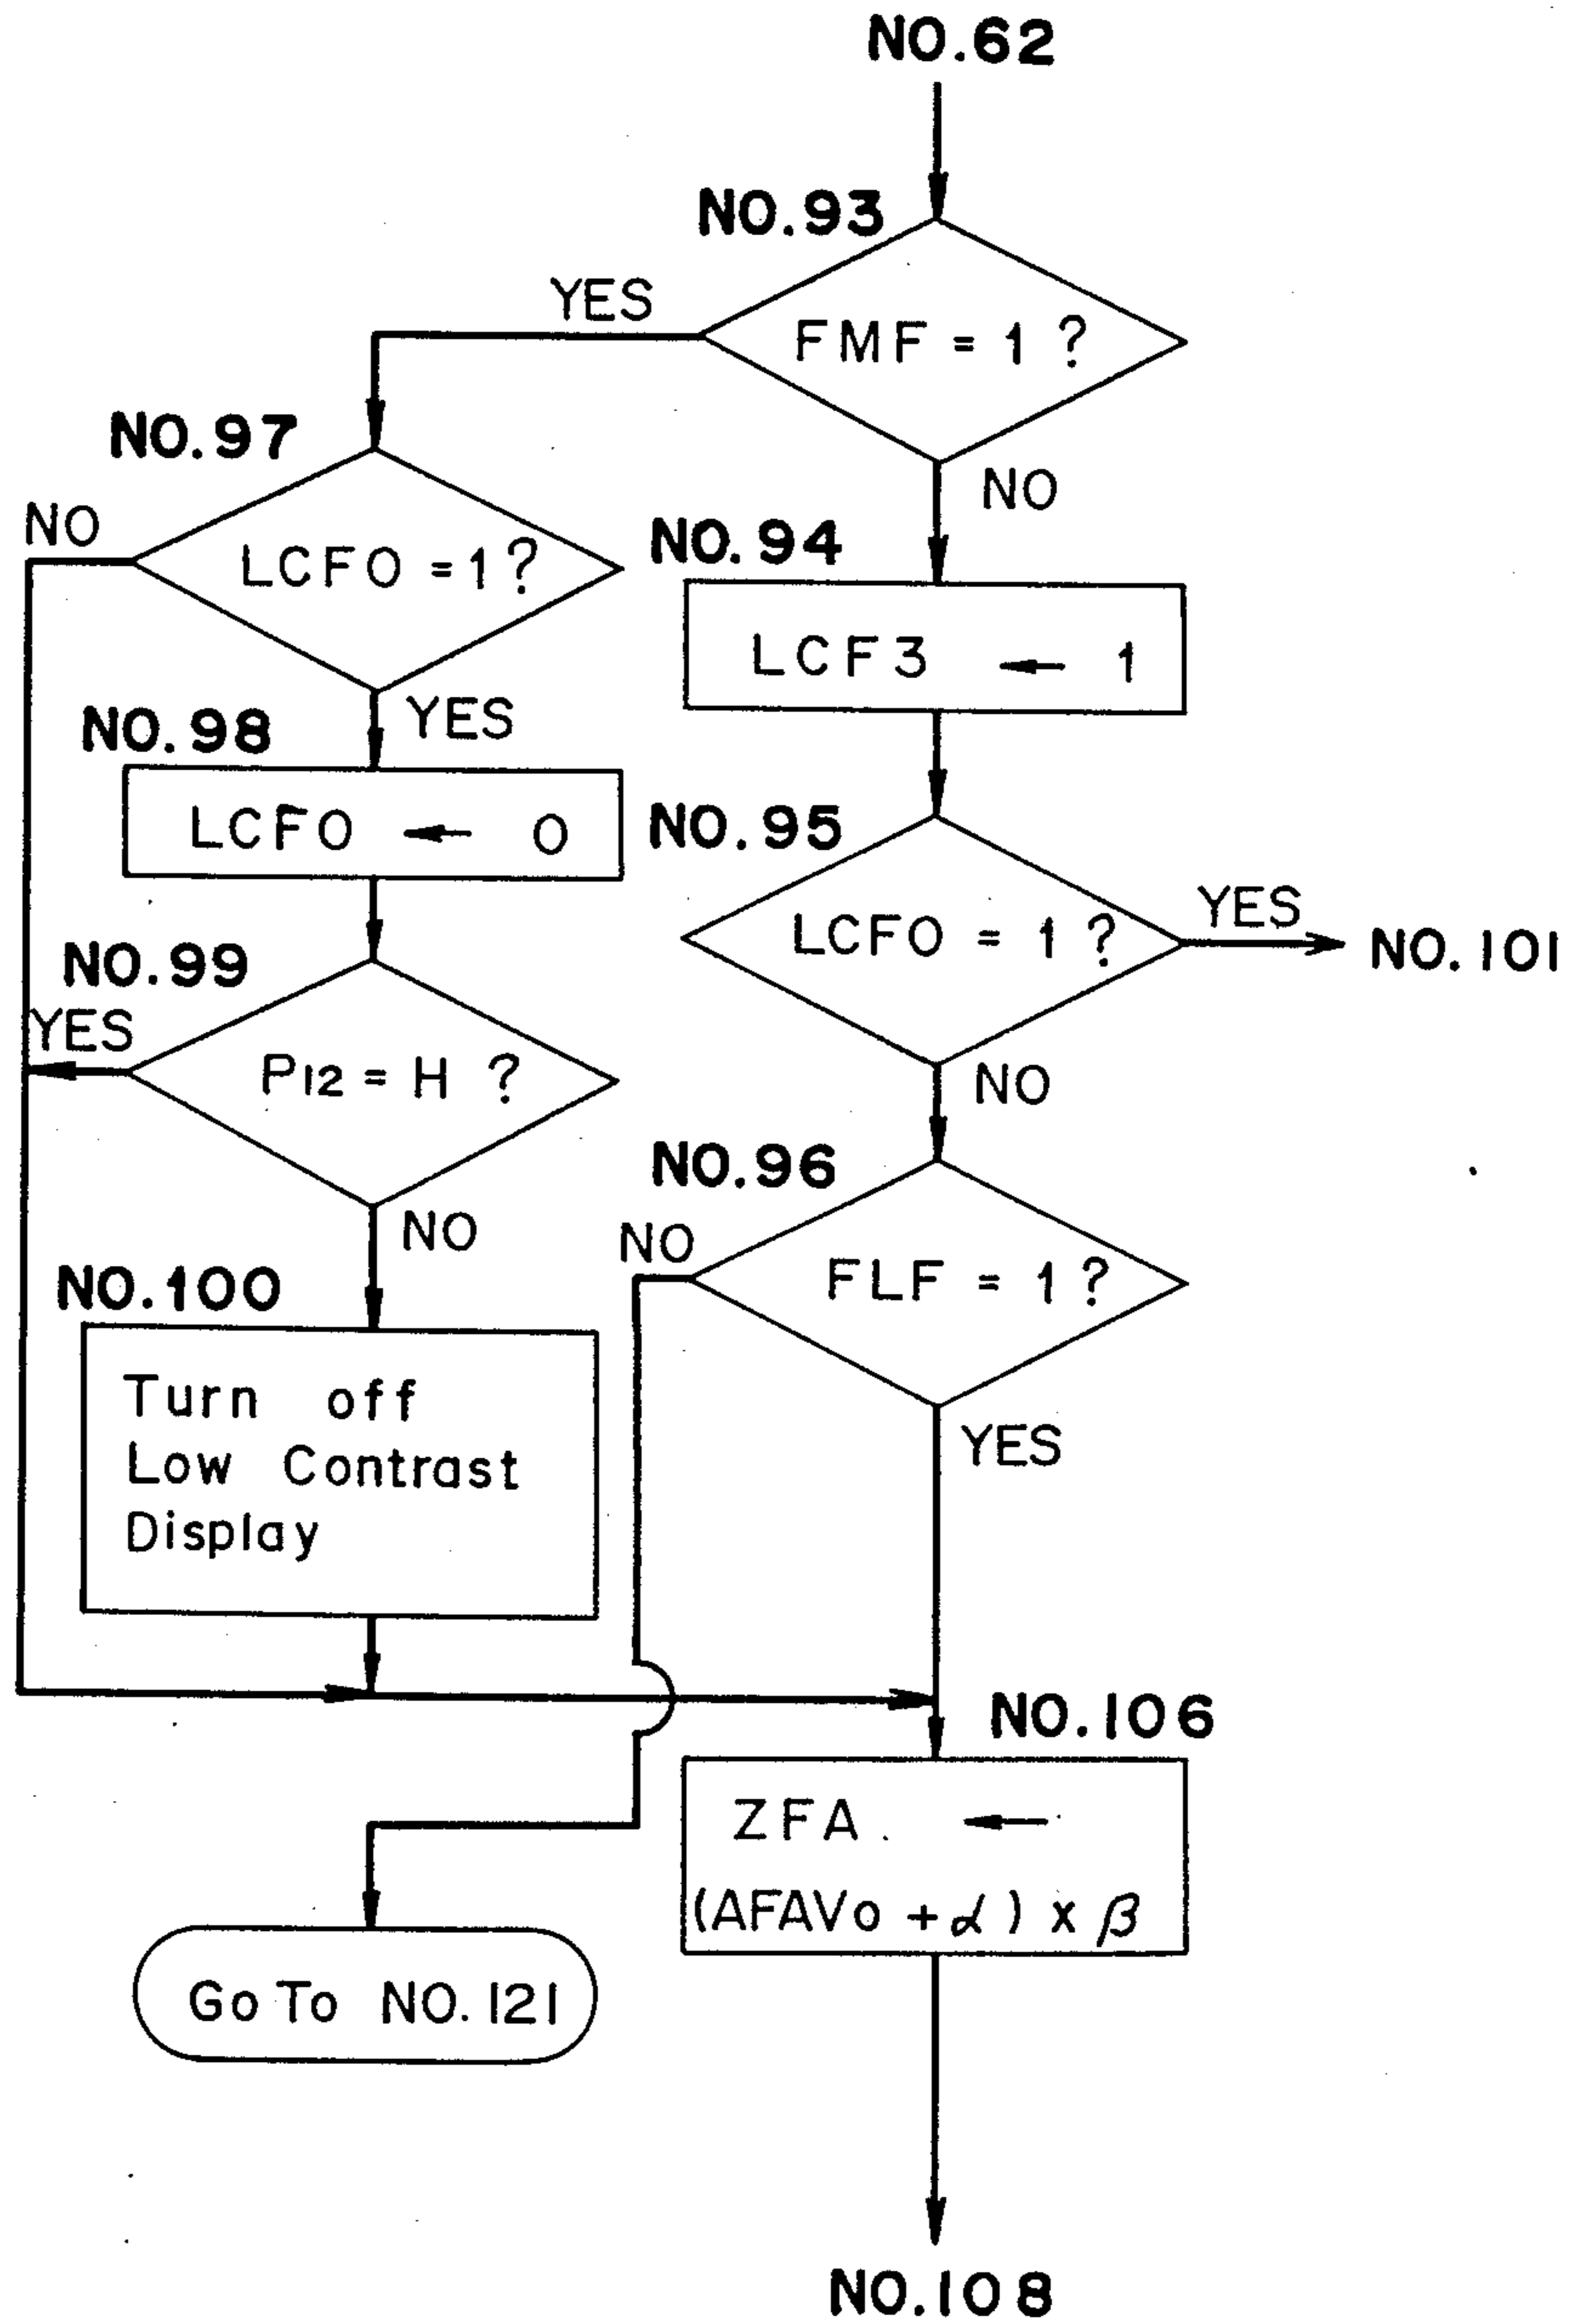 NO.62
NO.93
YES
FMF = 1 ?
NO.97
NO
NO
LCFO = 1 ?
NO.94
LCF3 ← 1
YES
NO.98
LCFO ← O
NO.95
LCFO = 1 ?
YES
NO.101
NO.99
YES
P12 = H ?
NO
NO.96
NO
NO
FLF = 1 ?
NO.100
YES
Turn off
Low Contrast
Display
NO.106
ZFA ←
(AFAVo + α ) x β
Go To NO.121
NO.108